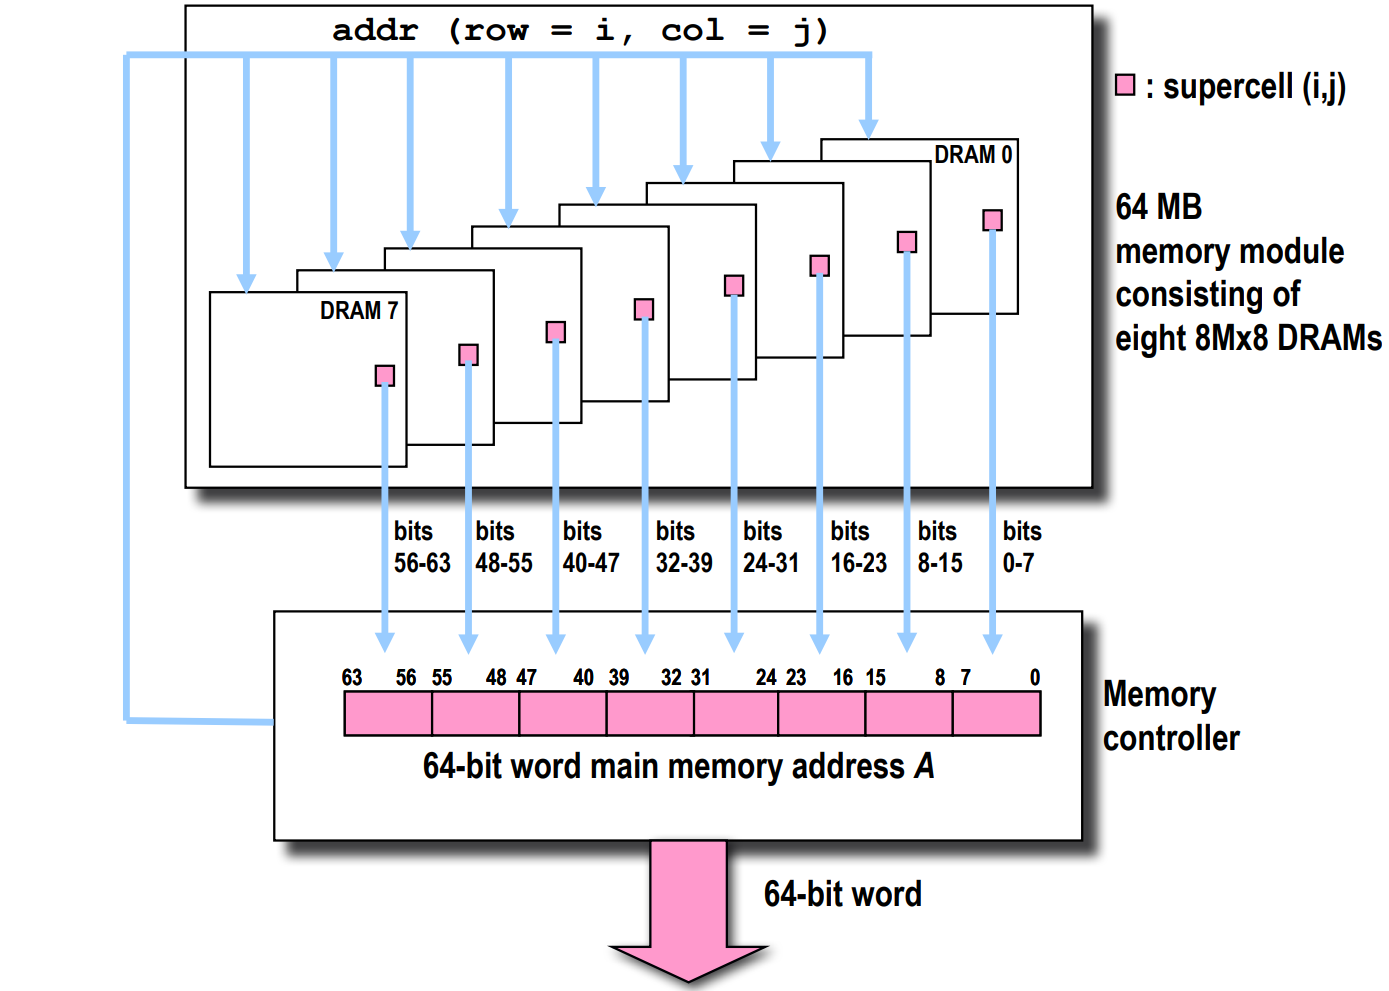 addr (row = i, col = j)
: supercell (i,j)
DRAM 0
64 MB
memory module
consisting of
eight 8Mx8 DRAMs
DRAM 7
bits
56-63
bits
48-55
bits
40-47
bits
32-39
bits
24-31
bits
16-23
bits
8-15
bits
0-7
63 56 55 48 47 40 39 32 31 24 23 16 15 8 7 0
64-bit word main memory address A
Memory
controller
64-bit word